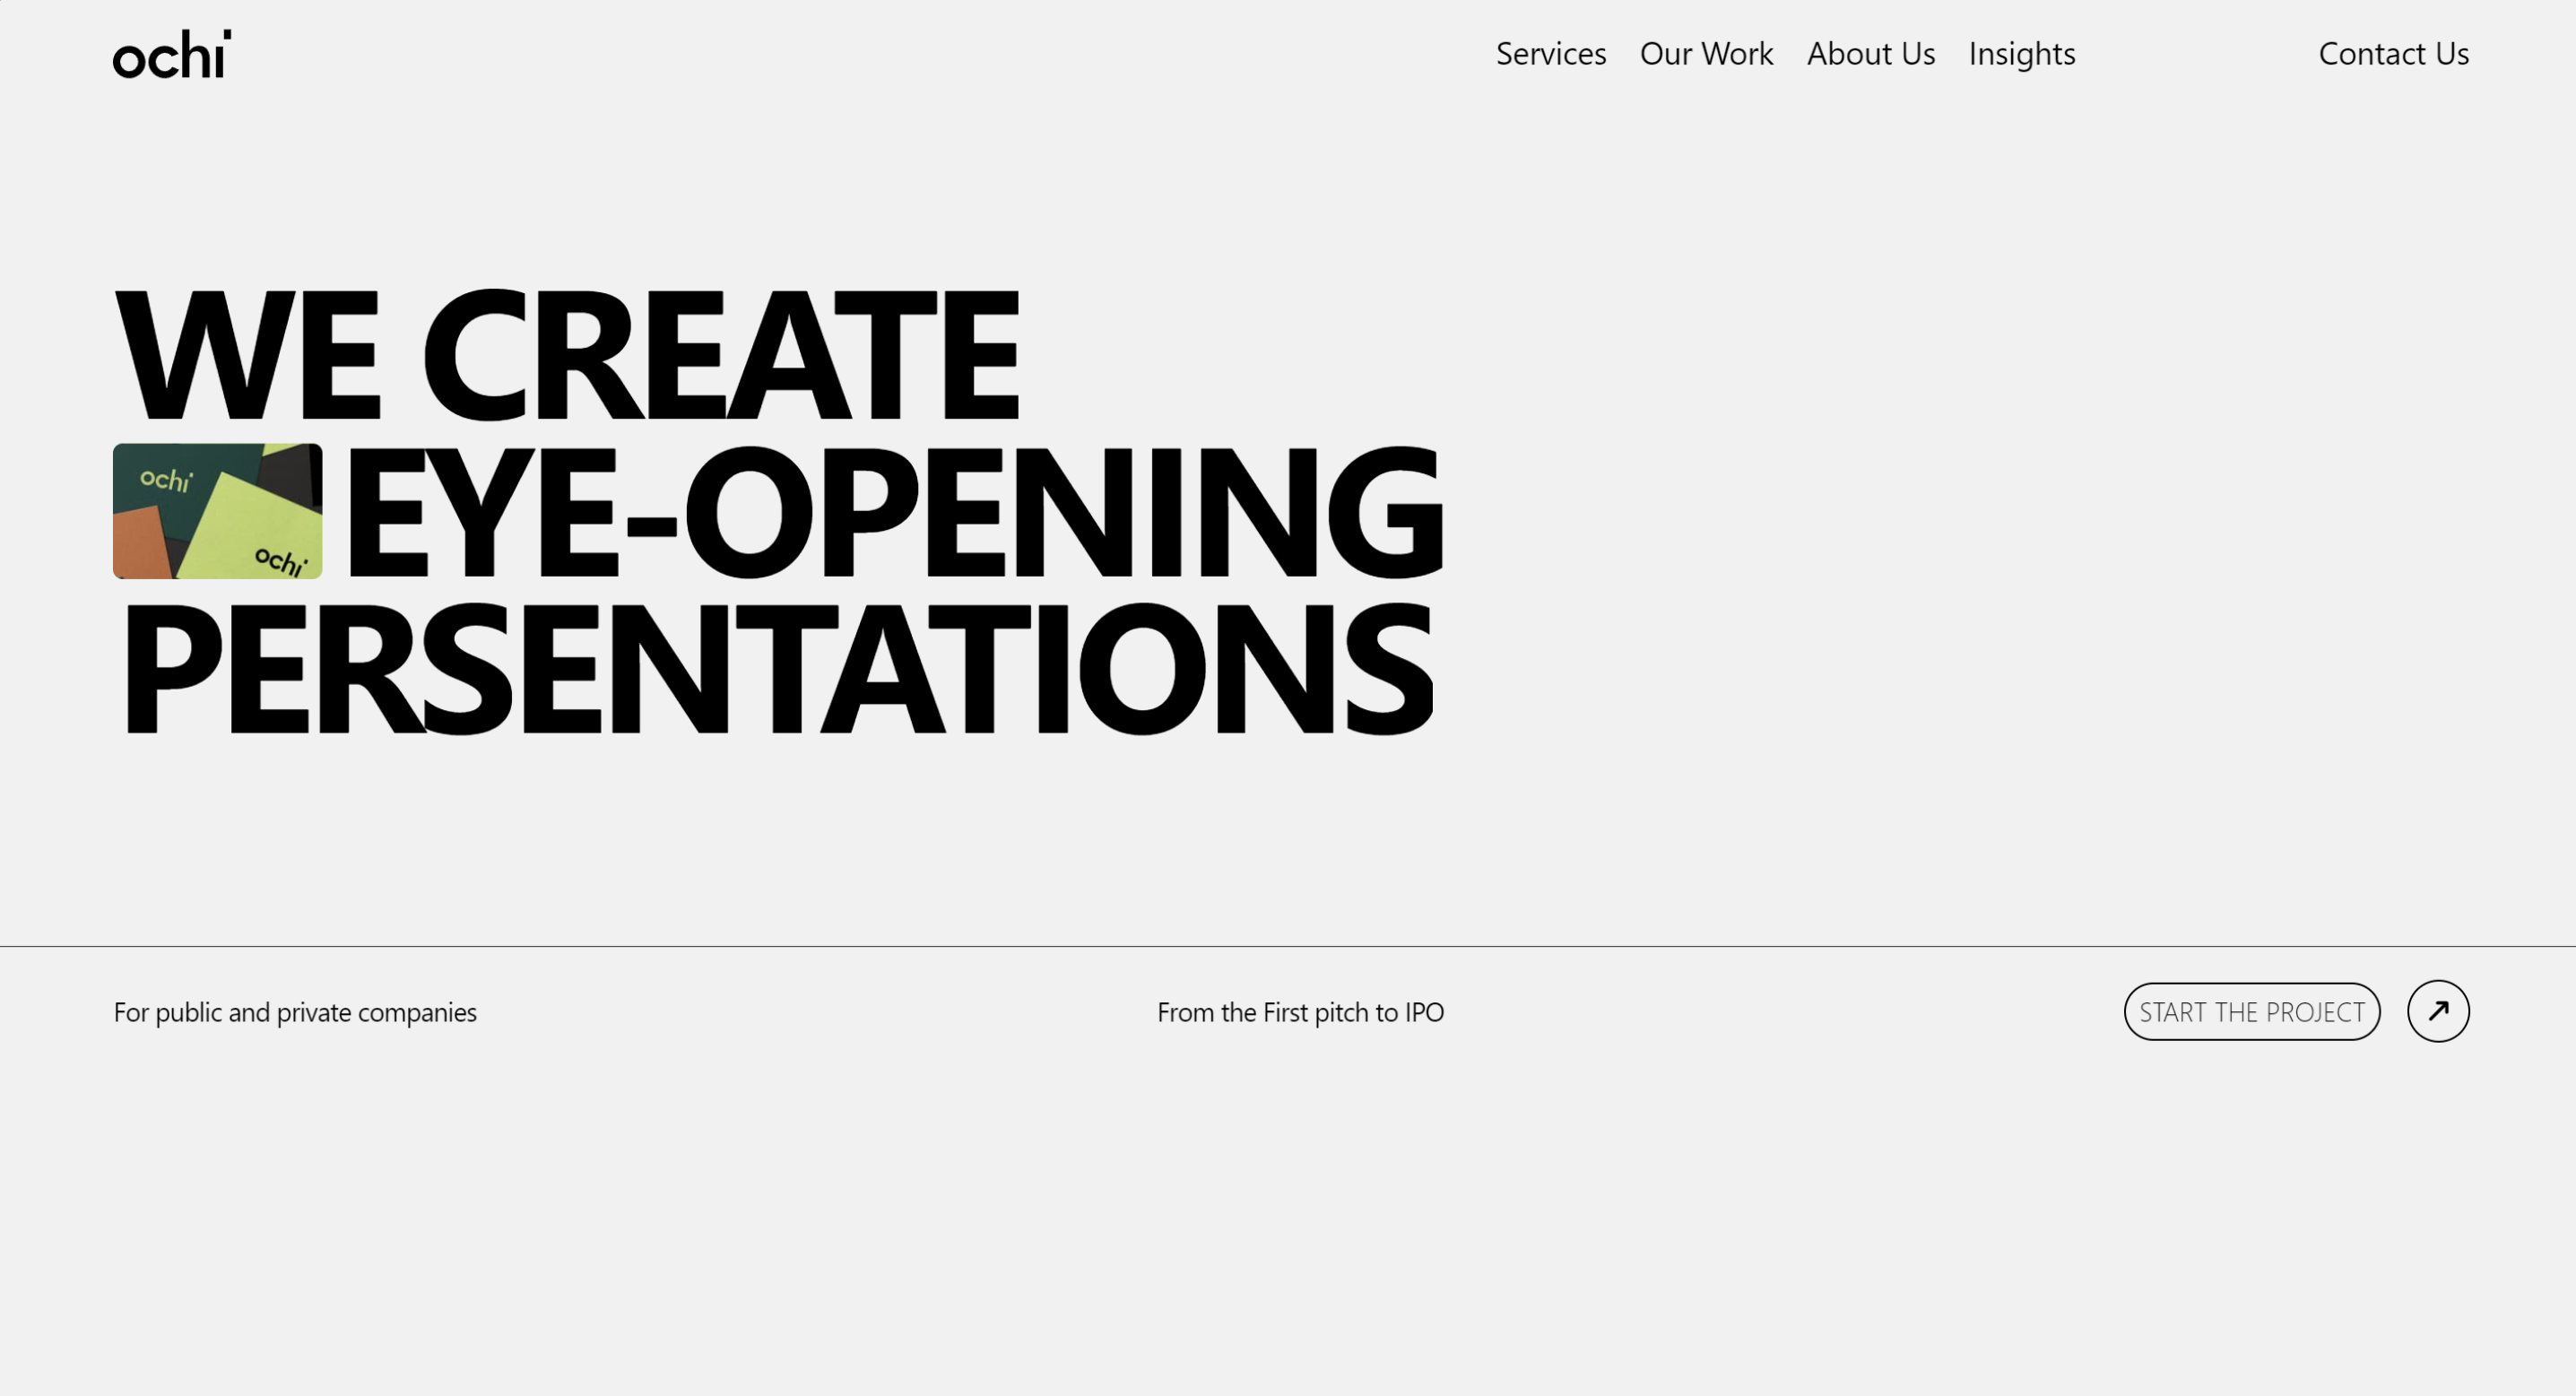 ochi
Services Our Work About Us Insights Contact Us
WE CREATE
ochi
ochi
EYE-OPENING
PERSENTATIONS
For public and private companies From the First pitch to IPO START THE PROJECT